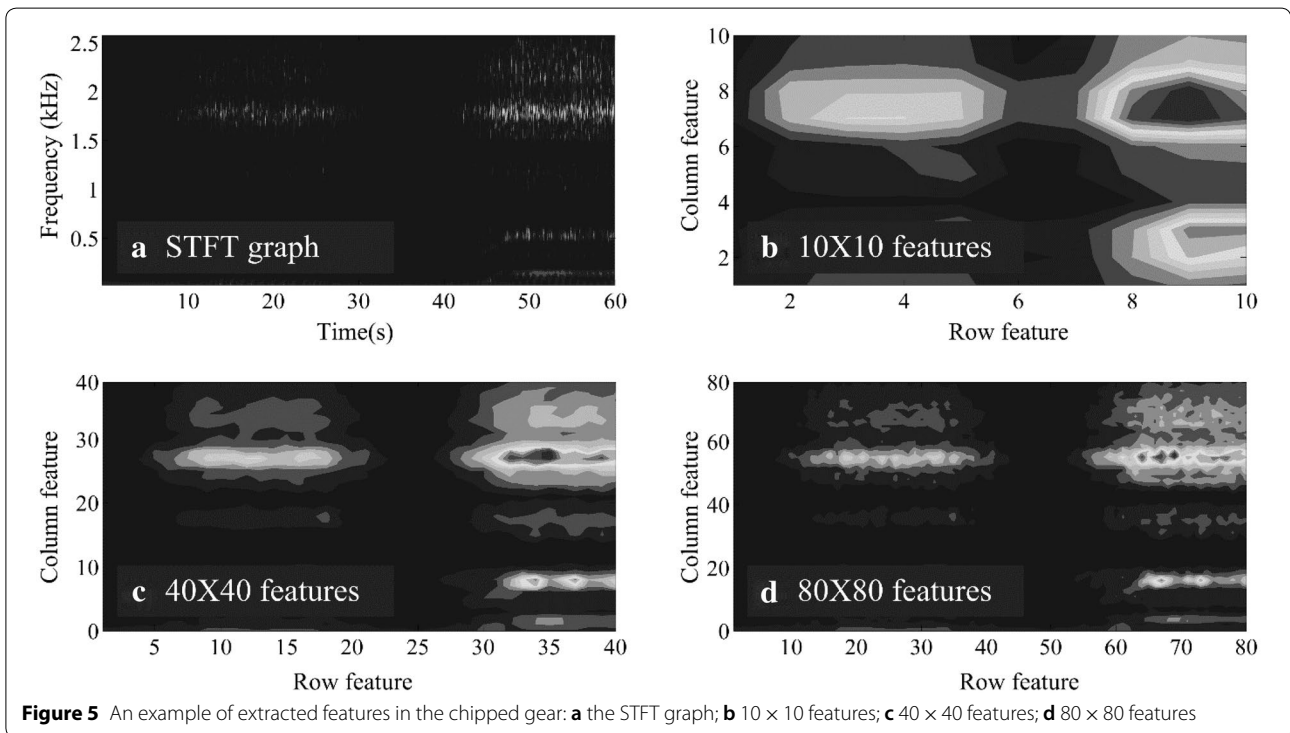 2.5
2
1.5
1
0.5
Frequency (kHz)
a STFT graph
10 20 30 40 50 60
Time(s)
10
8
6
4
2
Column feature
b 10X10 features
2 4 6 8 10
Row feature
40
30
20
10
0
Column feature
c 40X40 features
5 10 15 20 25 30 35 40
Row feature
80
60
40
20
0
Column feature
d 80X80 features
10 20 30 40 50 60 70 80
Row feature
Figure 5 An example of extracted features in the chipped gear: a the STFT graph; b 10 × 10 features; c 40 × 40 features; d 80 × 80 features